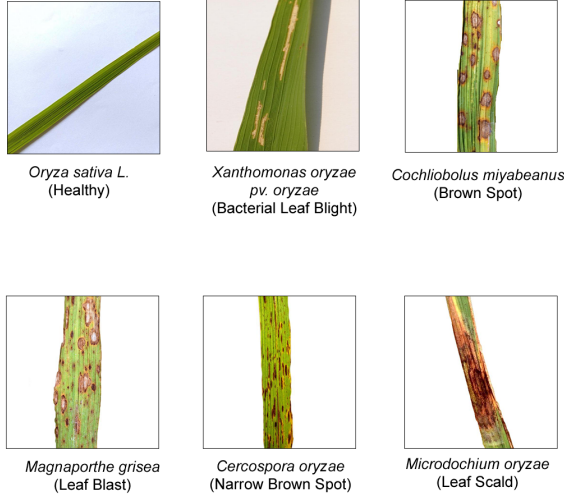 Oryza sativa L.
(Healthy)
Xanthomonas oryzae
pv. oryzae
(Bacterial Leaf Blight)
Cochliobolus miyabeanus
(Brown Spot)
Magnaporthe grisea
(Leaf Blast)
Cercospora oryzae
(Narrow Brown Spot)
Microdochium oryzae
(Leaf Scald)